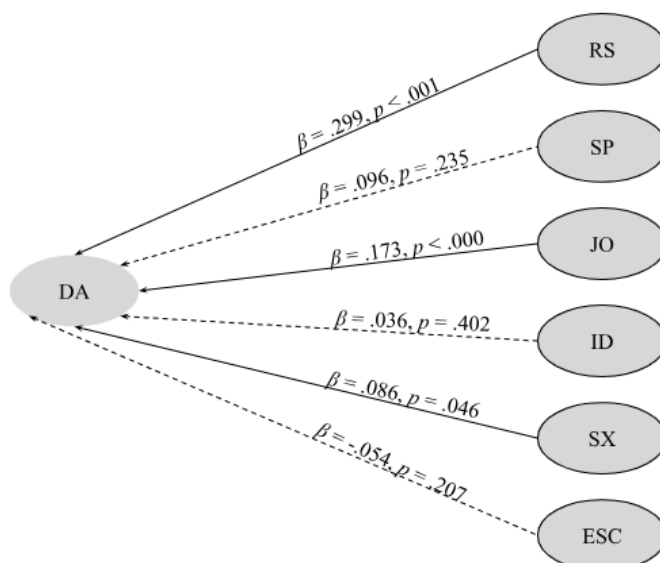 RS
β = .299, p < .001
SP
β = .096, p = .235
JO
β = .173, p < .000
DA
β = .036, p = .402
ID
β = .086, p = .046
SX
β = -.054, p = .207
ESC